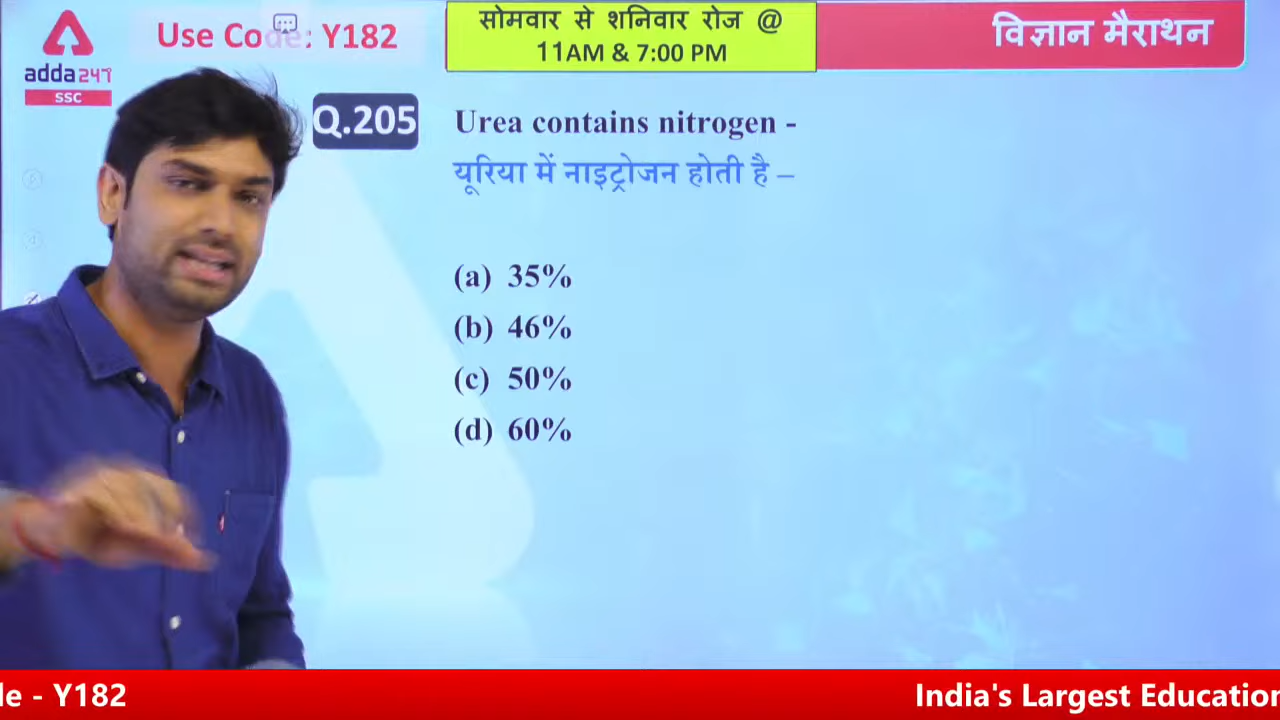 adda247
SSC
Use Code: Y182
सोमवार से शनिवार रोज @
11AM & 7:00 PM
विज्ञान मैराथन
Q.205
Urea contains nitrogen -
यूरिया में नाइट्रोजन होती है –
(a) 35%
(b) 46%
(c) 50%
(d) 60%
le - Y182
India's Largest Education